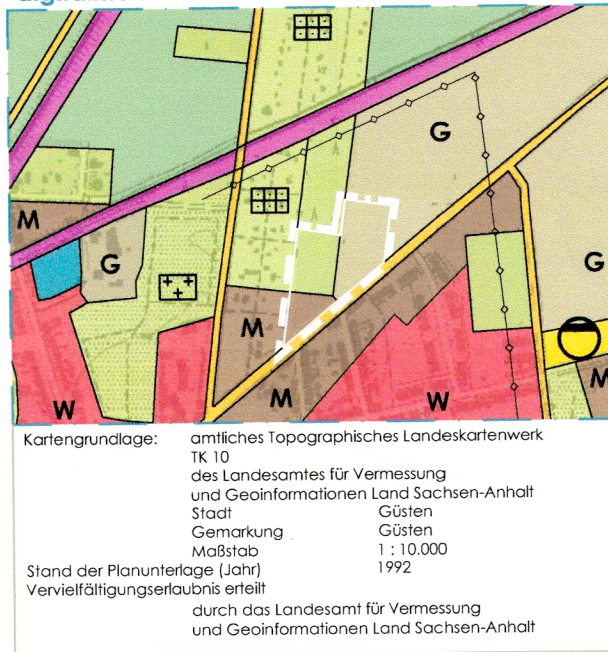 G
M
G
G
M
M
W
M
W
Kartengrundlage: amtliches Topographisches Landeskartenwerk
TK 10
des Landesamtes für Vermessung
und Geoinformationen Land Sachsen-Anhalt
Stadt Güsten
Gemarkung Güsten
Maßstab 1 : 10.000
Stand der Planunterlage (Jahr) 1992
Vervielfältigungserlaubnis erteilt
durch das Landesamt für Vermessung
und Geoinformationen Land Sachsen-Anhalt